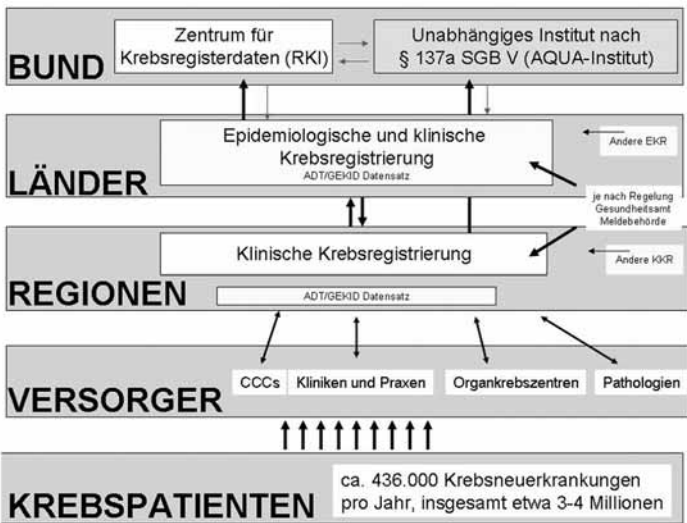 Zentrum für
Krebsregisterdaten (RKI)
Unabhängiges Institut nach
§ 137a SGB V (AQUA-Institut)
BUND
Epidemiologische und klinische
Krebsregistrierung
ADT/GEKID Datensatz
Andere EKR
LÄNDER
je nach Regelung
Gesundheitsamt
Meldebehörde
Klinische Krebsregistrierung
Andere KKR
REGIONEN
ADT/GEKID Datensatz
CCCs
Kliniken und Praxen
Organkrebszentren
Pathologien
VERSORGER
KREBSPATIENTEN
ca. 436.000 Krebsneuerkrankungen
pro Jahr, insgesamt etwa 3-4 Millionen